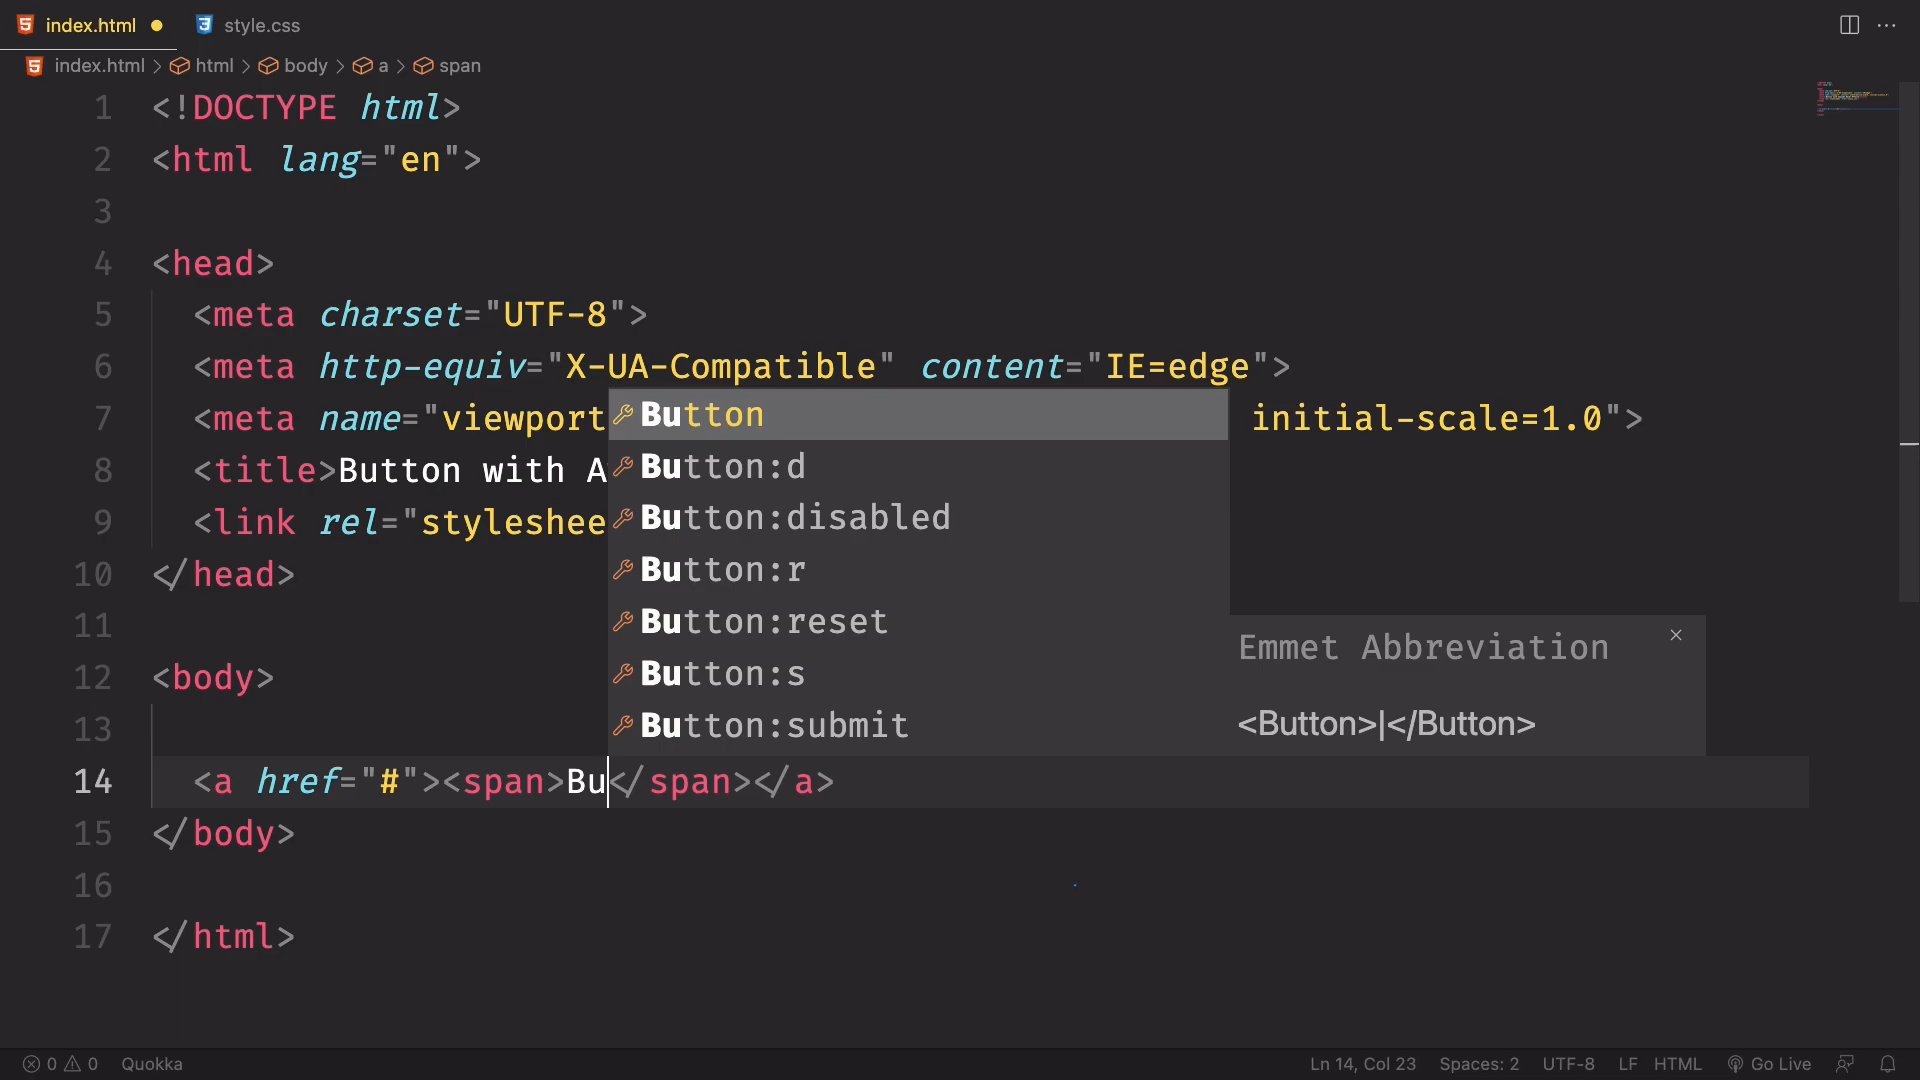 index.html style.css
index.html > html > body > a > span
1 <!DOCTYPE html>
2 <html lang="en">
3
4 <head>
5 <meta charset="UTF-8">
6 <meta http-equiv="X-UA-Compatible" content="IE=edge">
7 <meta name="viewport initial-scale=1.0">
8 <title>Button with A
9 <link rel="styleshee
10 </head>
11
12 <body>
13
14 <a href="#"><span>Bu</span></a>
15 </body>
16
17 </html>
Button
Button:d
Button:disabled
Button:r
Button:reset
Button:s
Button:submit
Emmet Abbreviation
<Button>|</Button>
0 0 Quokka Ln 14, Col 23 Spaces: 2 UTF-8 LF HTML Go Live